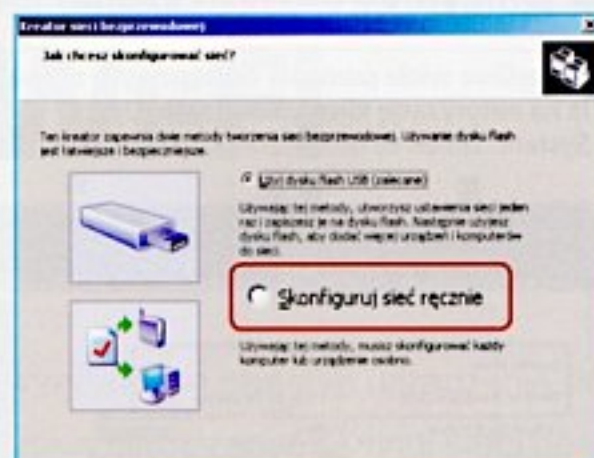 Kreator sieci bezprzewodowej
Jak chcesz skonfigurować sieć?
Ten kreator zapewnia dwie metody tworzenia sieci bezprzewodowej. Używanie dysku flash
jest łatwiejsze i bezpieczniejsze.
Użyj dysku flash USB (zalecane)
Używając tej metody, utworzysz ustawienia sieci jeden
raz i zapiszesz je na dysku flash. Następnie użyjesz
dysku flash, aby dodać więcej urządzeń i komputerów
do sieci.
Skonfiguruj sieć ręcznie
Używając tej metody, musisz skonfigurować każdy
komputer lub urządzenie osobno.